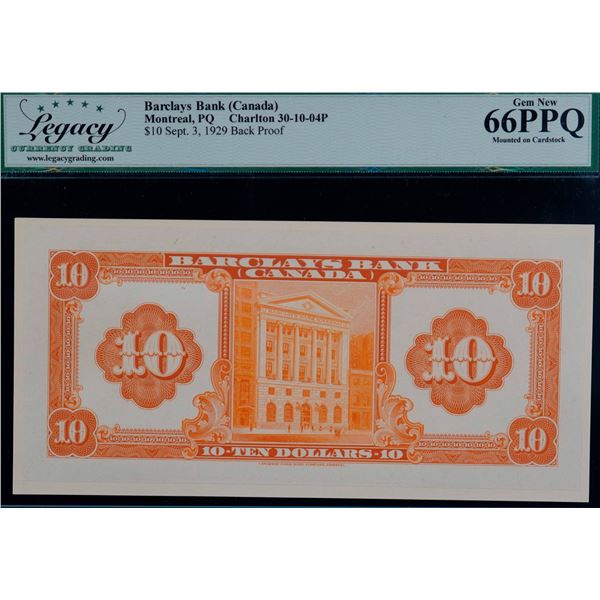 Legacy
CURRENCY GRADING
www.legacygrading.com
Barclays Bank (Canada)
Montreal, PQ Charlton 30-10-04P
$10 Sept. 3, 1929 Back Proof
Gem New
66PPQ
Mounted on Cardstock
BARCLAYS BANK
(CANADA)
10
10
10
10
10
10
10-TEN DOLLARS-10